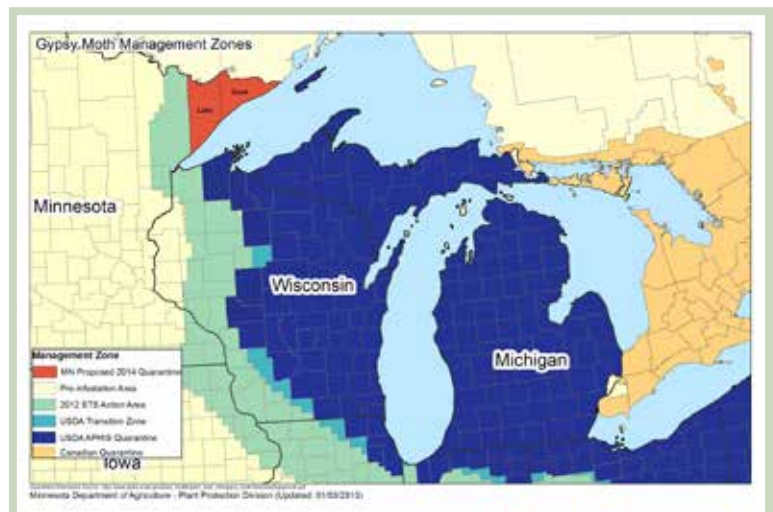 Gypsy Moth Management Zones
Cook
Lake
Minnesota
Wisconsin
Michigan
Management Zone
MN Proposed 2014 Quarantine
Pre-infestation Area
2012 STS Action Area
USDA Transition Zone
USDA APHIS Quarantine
Canadian Quarantine
Iowa
Minnesota Department of Agriculture - Plant Protection Division (Updated: 01/03/2013)